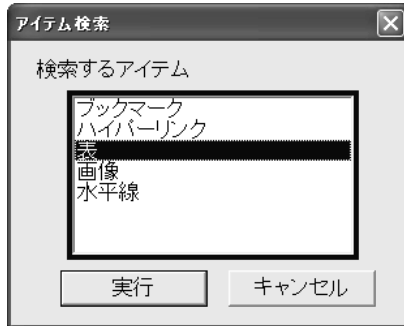 アイテム検索
検索するアイテム
ブックマーク
ハイパーリンク
表
画像
水平線
実行
キャンセル